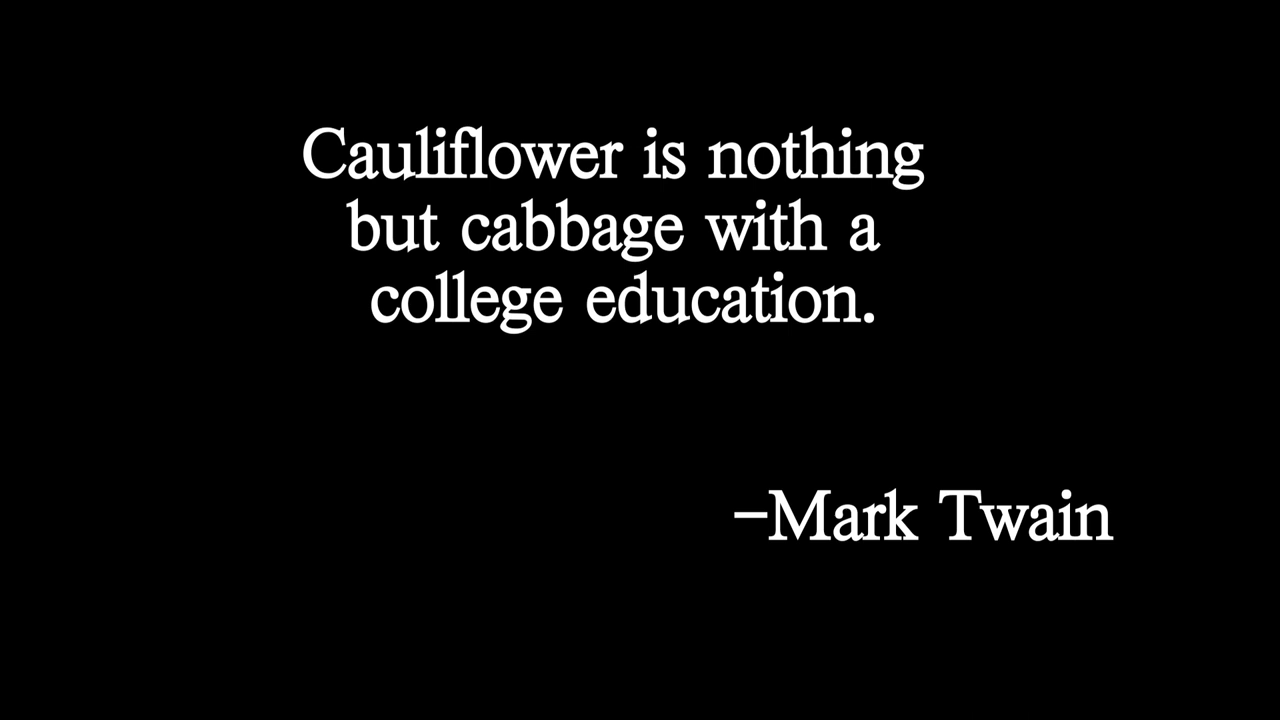 Cauliflower is nothing
but cabbage with a
college education.
–Mark Twain